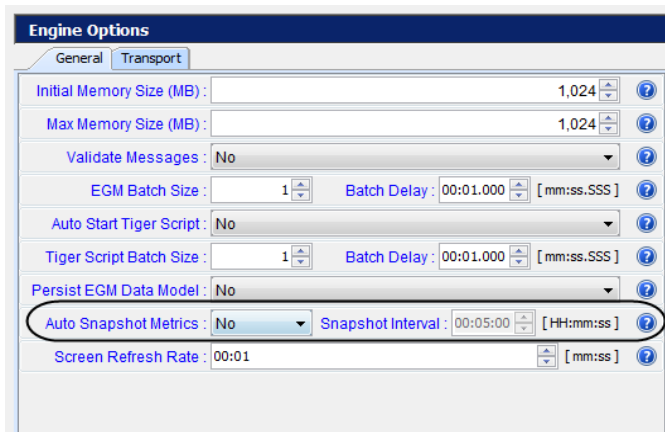 Engine Options
General Transport
Initial Memory Size (MB) : 1,024 ?
Max Memory Size (MB) : 1,024 ?
Validate Messages : No ?
EGM Batch Size : 1 Batch Delay : 00:01.000 [ mm:ss.SSS ] ?
Auto Start Tiger Script : No ?
Tiger Script Batch Size : 1 Batch Delay : 00:01.000 [ mm:ss.SSS ] ?
Persist EGM Data Model : No ?
Auto Snapshot Metrics : No Snapshot Interval : 00:05:00 [ HH:mm:ss ] ?
Screen Refresh Rate : 00:01 [ mm:ss ] ?